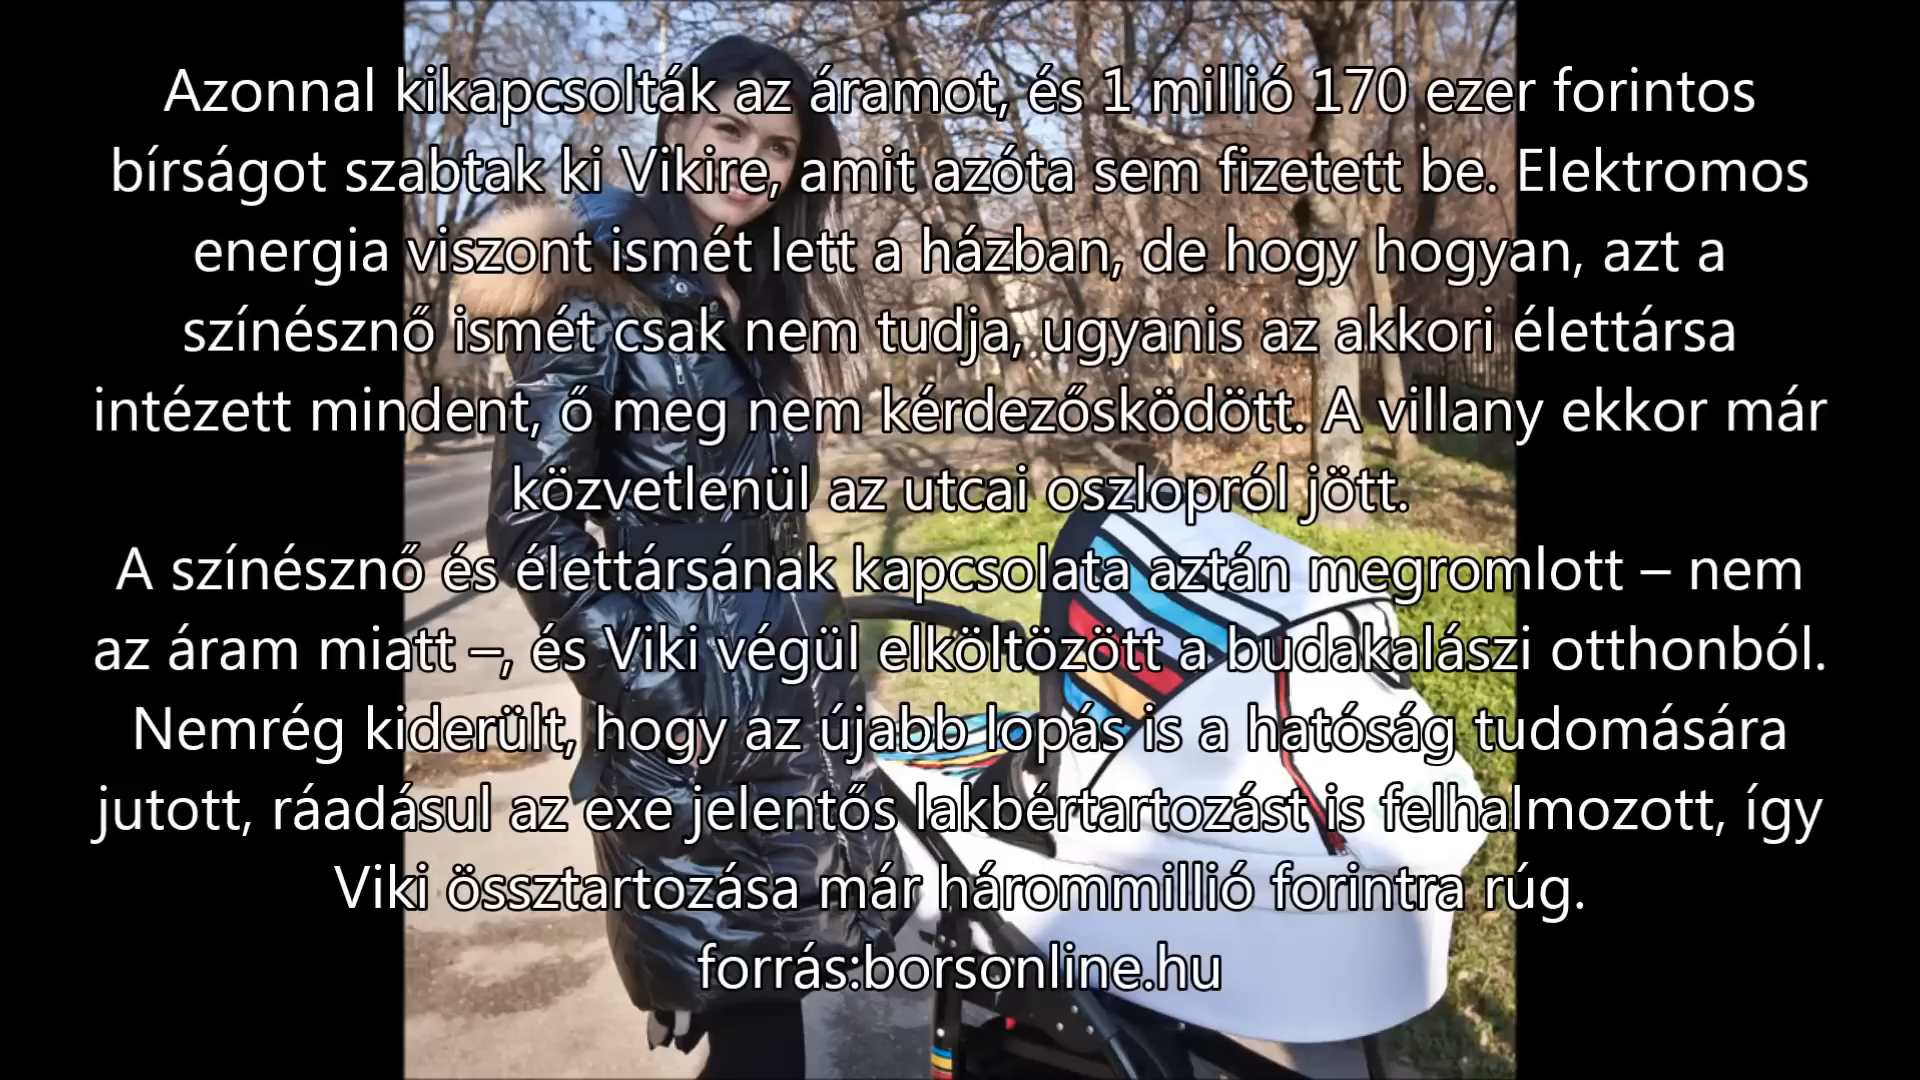 Azonnal kikapcsolták az áramot, és 1 millió 170 ezer forintos
bírságot szabtak ki Vikire, amit azóta sem fizetett be. Elektromos
energia viszont ismét lett a házban, de hogy hogyan, azt a
színésznő ismét csak nem tudja, ugyanis az akkori élettársa
intézett mindent, ő meg nem kérdezősködött. A villany ekkor már
közvetlenül az utcai oszlopról jött.
A színésznő és élettársának kapcsolata aztán megromlott – nem
az áram miatt –, és Viki végül elköltözött a budakalászi otthonból.
Nemrég kiderült, hogy az újabb lopás is a hatóság tudomására
jutott, ráadásul az exe jelentős lakbértartozást is felhalmozott, így
Viki össztartozása már hárommillió forintra rúg.
forrás:borsonline.hu